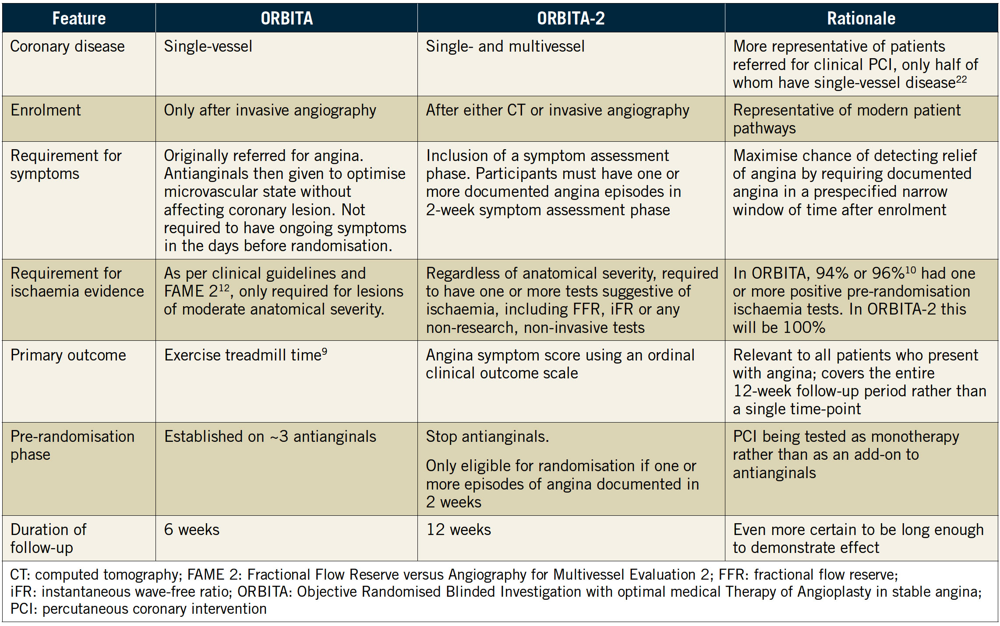 Feature ORBITA ORBITA-2 Rationale
Coronary disease
Single-vessel
Single- and multivessel
More representative of patients
referred for clinical PCI, only half of
whom have single-vessel disease22
Enrolment
Only after invasive angiography
After either CT or invasive angiography
Representative of modern patient
pathways
Requirement for
symptoms
Originally referred for angina.
Antianginals then given to optimise
microvascular state without
affecting coronary lesion. Not
required to have ongoing symptoms
in the days before randomisation.
Inclusion of a symptom assessment
phase. Participants must have one or
more documented angina episodes in
2-week symptom assessment phase
Maximise chance of detecting relief
of angina by requiring documented
angina in a prespecified narrow
window of time after enrolment
Requirement for
ischaemia evidence
As per clinical guidelines and
FAME 212, only required for lesions
of moderate anatomical severity.
Regardless of anatomical severity, required
to have one or more tests suggestive of
ischaemia, including FFR, iFR or any
non-research, non-invasive tests
In ORBITA, 94% or 96%10 had one
or more positive pre-randomisation
ischaemia tests. In ORBITA-2 this
will be 100%
Primary outcome
Exercise treadmill time9
Angina symptom score using an ordinal
clinical outcome scale
Relevant to all patients who present
with angina; covers the entire
12-week follow-up period rather than
a single time-point
Pre-randomisation
phase
Established on ~3 antianginals
Stop antianginals.
Only eligible for randomisation if one or
more episodes of angina documented in
2 weeks
PCI being tested as monotherapy
rather than as an add-on to
antianginals
Duration of
follow-up
6 weeks
12 weeks
Even more certain to be long enough
to demonstrate effect
CT: computed tomography; FAME 2: Fractional Flow Reserve versus Angiography for Multivessel Evaluation 2; FFR: fractional flow reserve;
iFR: instantaneous wave-free ratio; ORBITA: Objective Randomised Blinded Investigation with optimal medical Therapy of Angioplasty in stable angina;
PCI: percutaneous coronary intervention